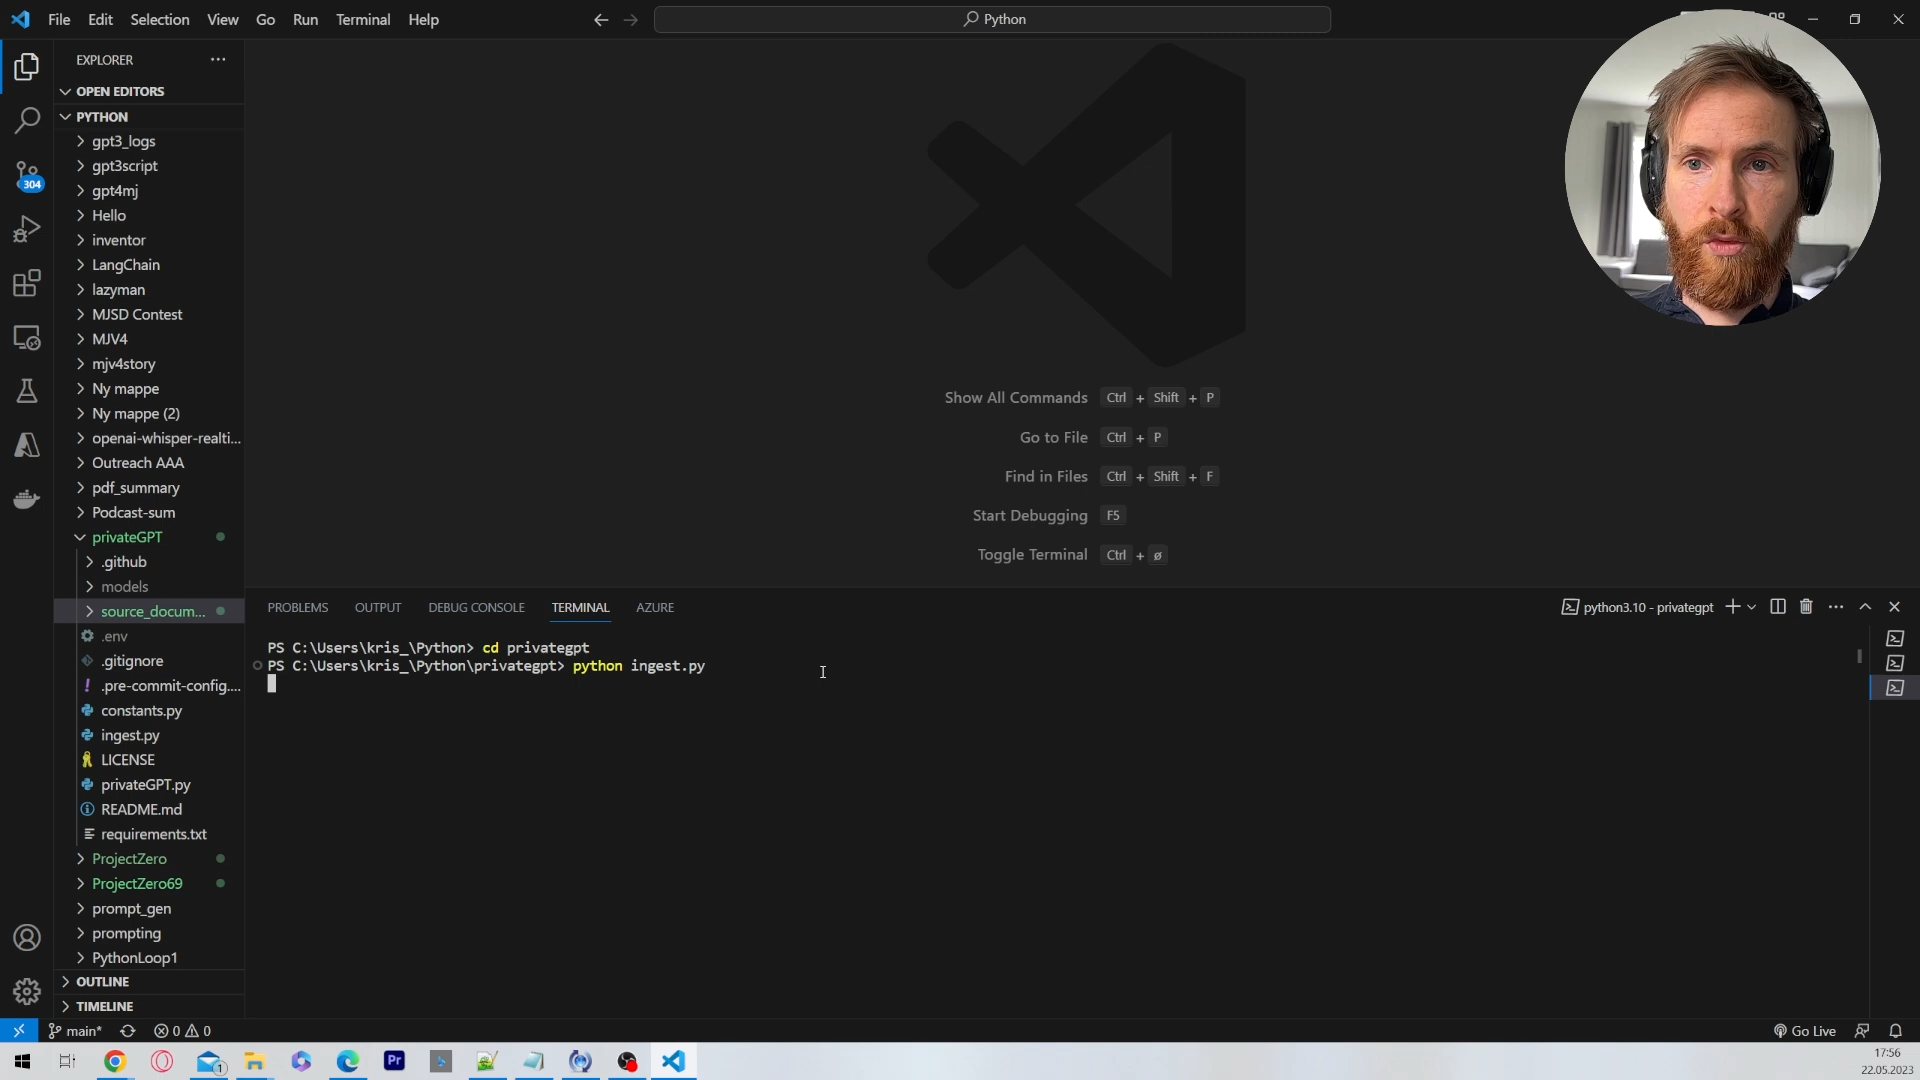 File Edit Selection View Go Run Terminal Help
Python
EXPLORER
OPEN EDITORS
PYTHON
gpt3_logs
gpt3script
gpt4mj
Hello
inventor
LangChain
lazyman
MJSD Contest
MJV4
mjv4story
Ny mappe
Ny mappe (2)
openai-whisper-realti...
Outreach AAA
pdf_summary
Podcast-sum
privateGPT
.github
models
source_docum...
.env
.gitignore
.pre-commit-config....
constants.py
ingest.py
LICENSE
privateGPT.py
README.md
requirements.txt
ProjectZero
ProjectZero69
prompt_gen
prompting
PythonLoop1
OUTLINE
TIMELINE
304
Show All Commands Ctrl + Shift + P
Go to File Ctrl + P
Find in Files Ctrl + Shift + F
Start Debugging F5
Toggle Terminal Ctrl + ø
PROBLEMS OUTPUT DEBUG CONSOLE TERMINAL AZURE
python3.10 - privategpt
PS C:\Users\kris_\Python> cd privategpt
PS C:\Users\kris_\Python\privategpt> python ingest.py
main* 0 0
Go Live
1
Pr
17:56
22.05.2023